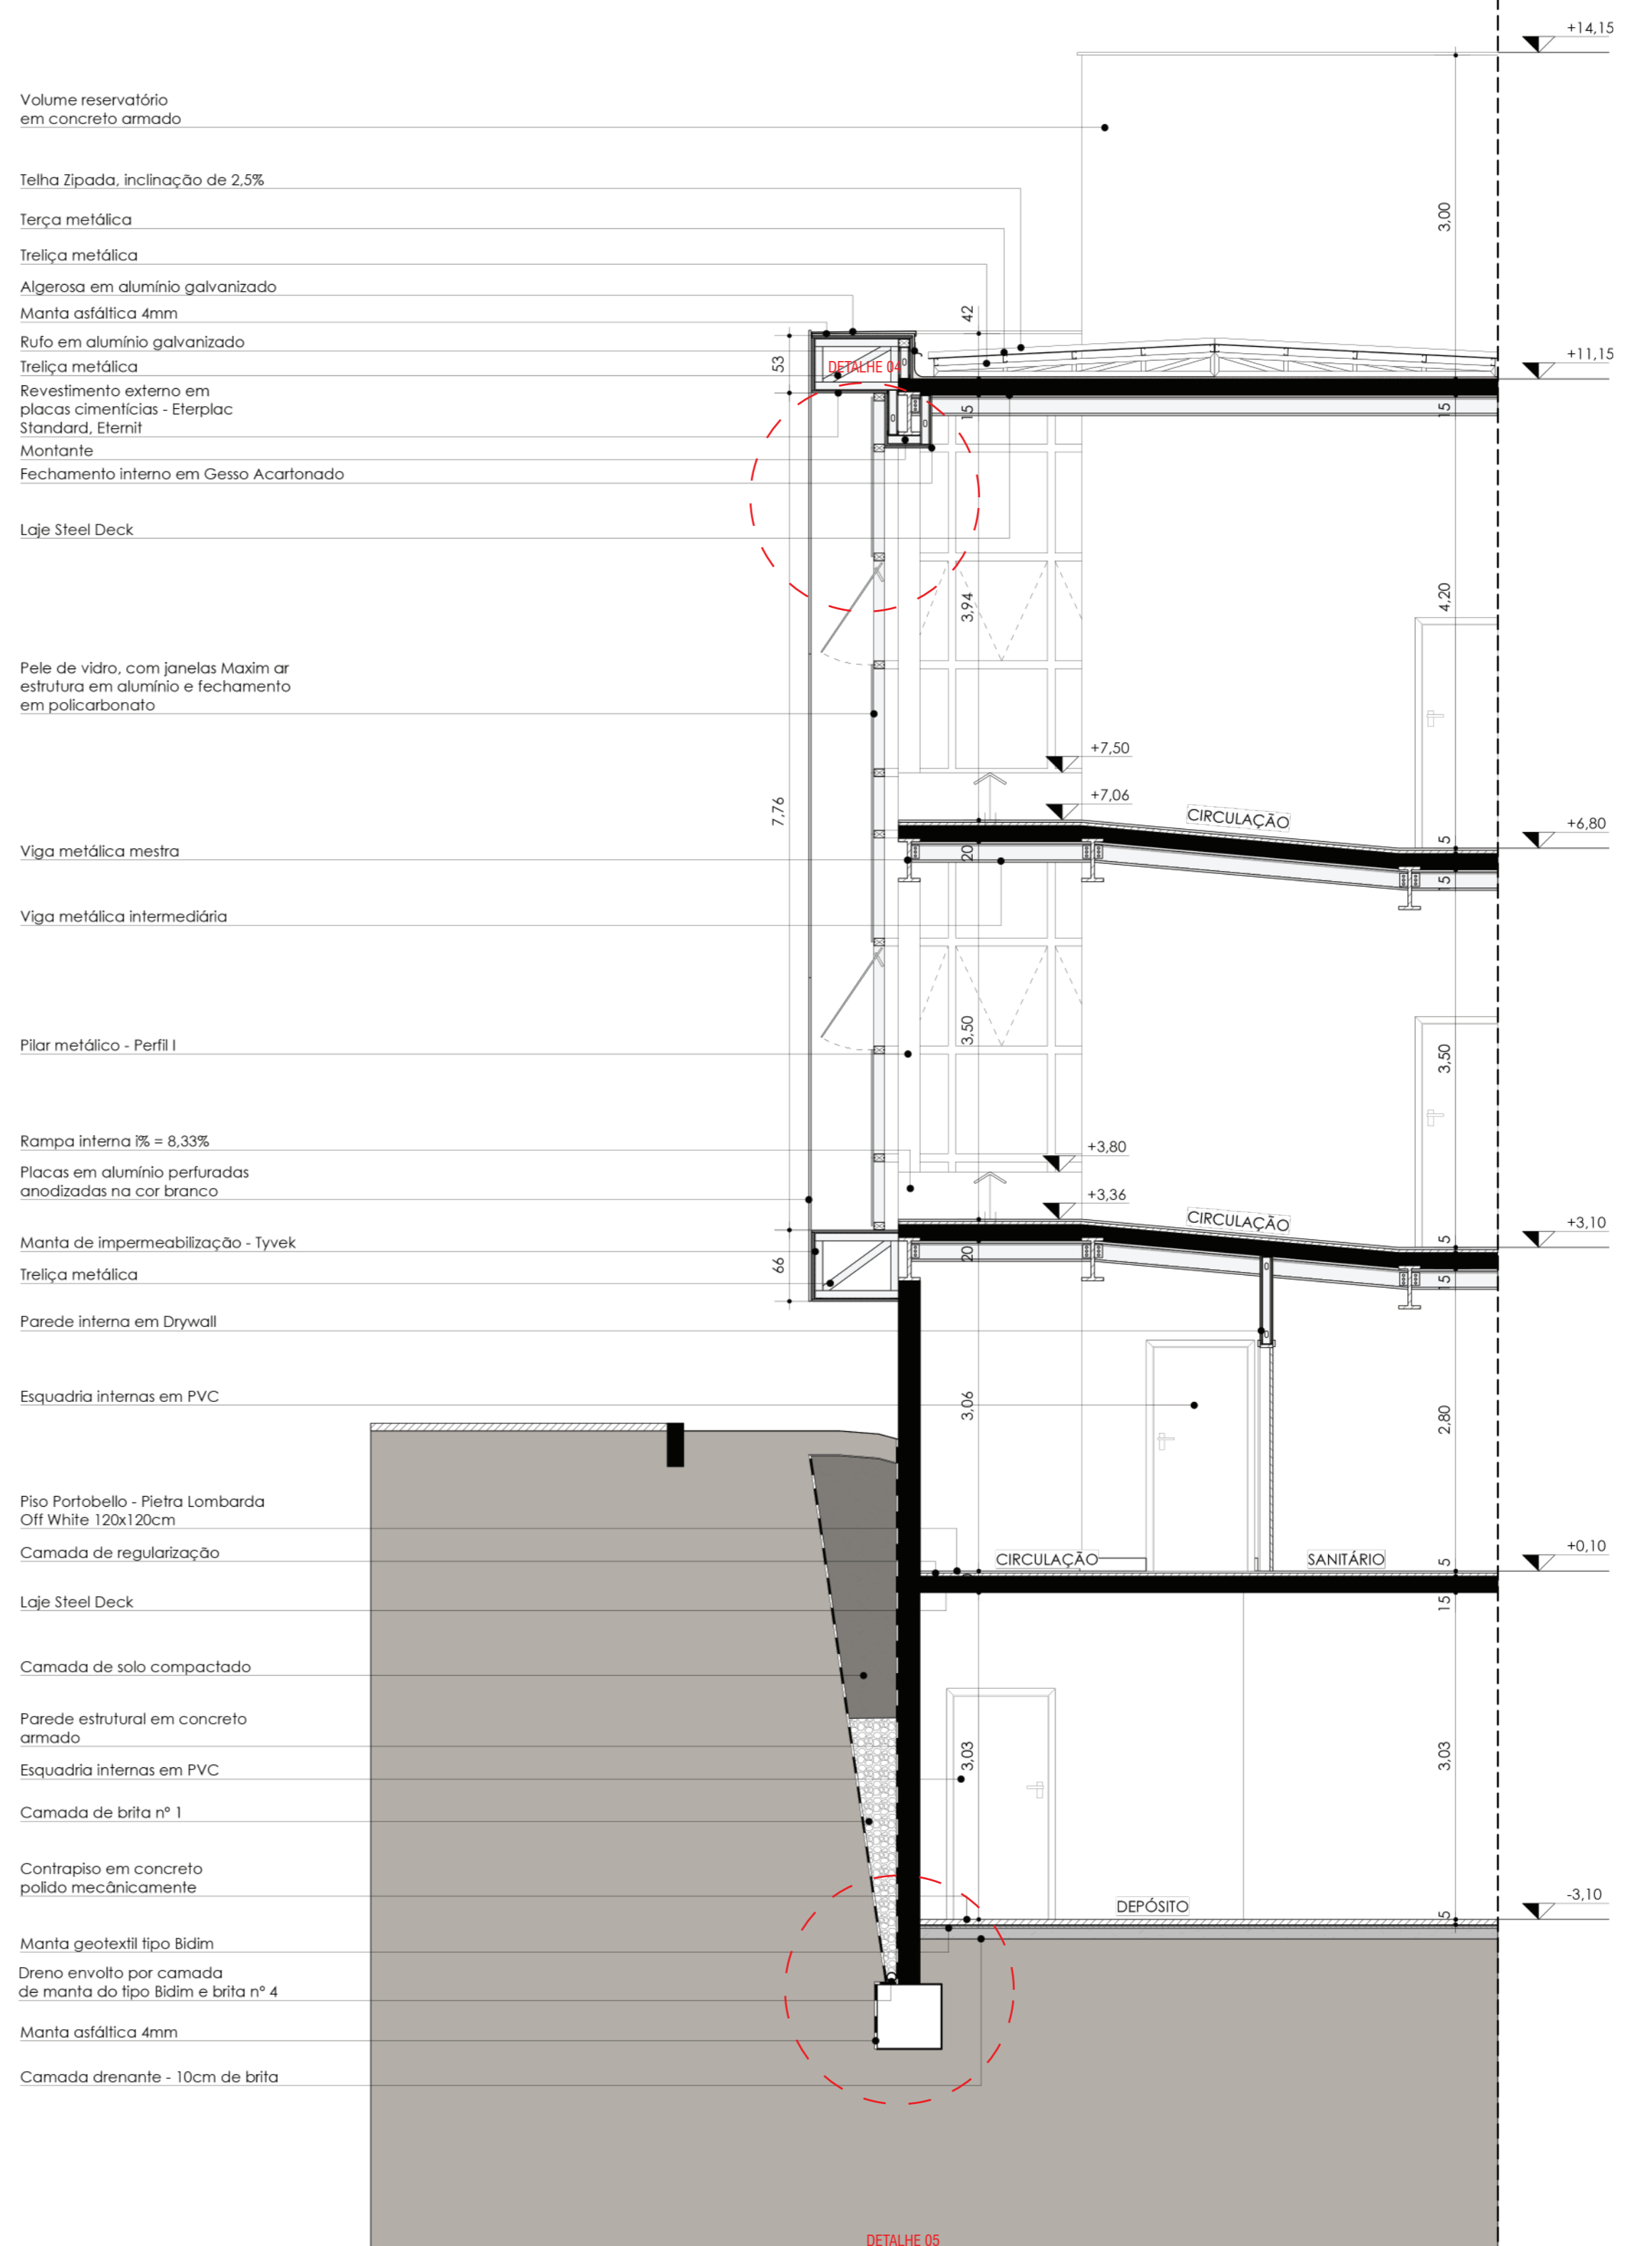 +14,15
Volume reservatório
em concreto armado
Telha Zipada, inclinação de 2,5%
3,00
Terça metálica
Treliça metálica
Algerosa em alumínio galvanizado
Manta asfáltica 4mm
42
Rufo em alumínio galvanizado
53
+11,15
Treliça metálica
DETALHE 04
Revestimento externo em
placas cimentícias - Eterplac
Standard, Eternit
15
15
Montante
Fechamento interno em Gesso Acartonado
Laje Steel Deck
3,94
4,20
Pele de vidro, com janelas Maxim ar
estrutura em alumínio e fechamento
em policarbonato
+7,50
+7,06
7,76
CIRCULAÇÃO
+6,80
5
Viga metálica mestra
20
15
Viga metálica intermediária
3,50
3,50
Pilar metálico - Perfil I
Rampa interna i% = 8,33%
+3,80
Placas em alumínio perfuradas
anodizadas na cor branco
+3,36
CIRCULAÇÃO
+3,10
5
Manta de impermeabilização - Tyvek
20
66
Treliça metálica
15
Parede interna em Drywall
Esquadria internas em PVC
3,06
2,80
Piso Portobello - Pietra Lombarda
Off White 120x120cm
+0,10
Camada de regularização
CIRCULAÇÃO
SANITÁRIO
5
Laje Steel Deck
15
Camada de solo compactado
Parede estrutural em concreto
armado
3,03
3,03
Esquadria internas em PVC
Camada de brita nº 1
Contrapiso em concreto
polido mecânicamente
-3,10
DEPÓSITO
5
Manta geotextil tipo Bidim
Dreno envolto por camada
de manta do tipo Bidim e brita nº 4
Manta asfáltica 4mm
Camada drenante - 10cm de brita
DETALHE 05